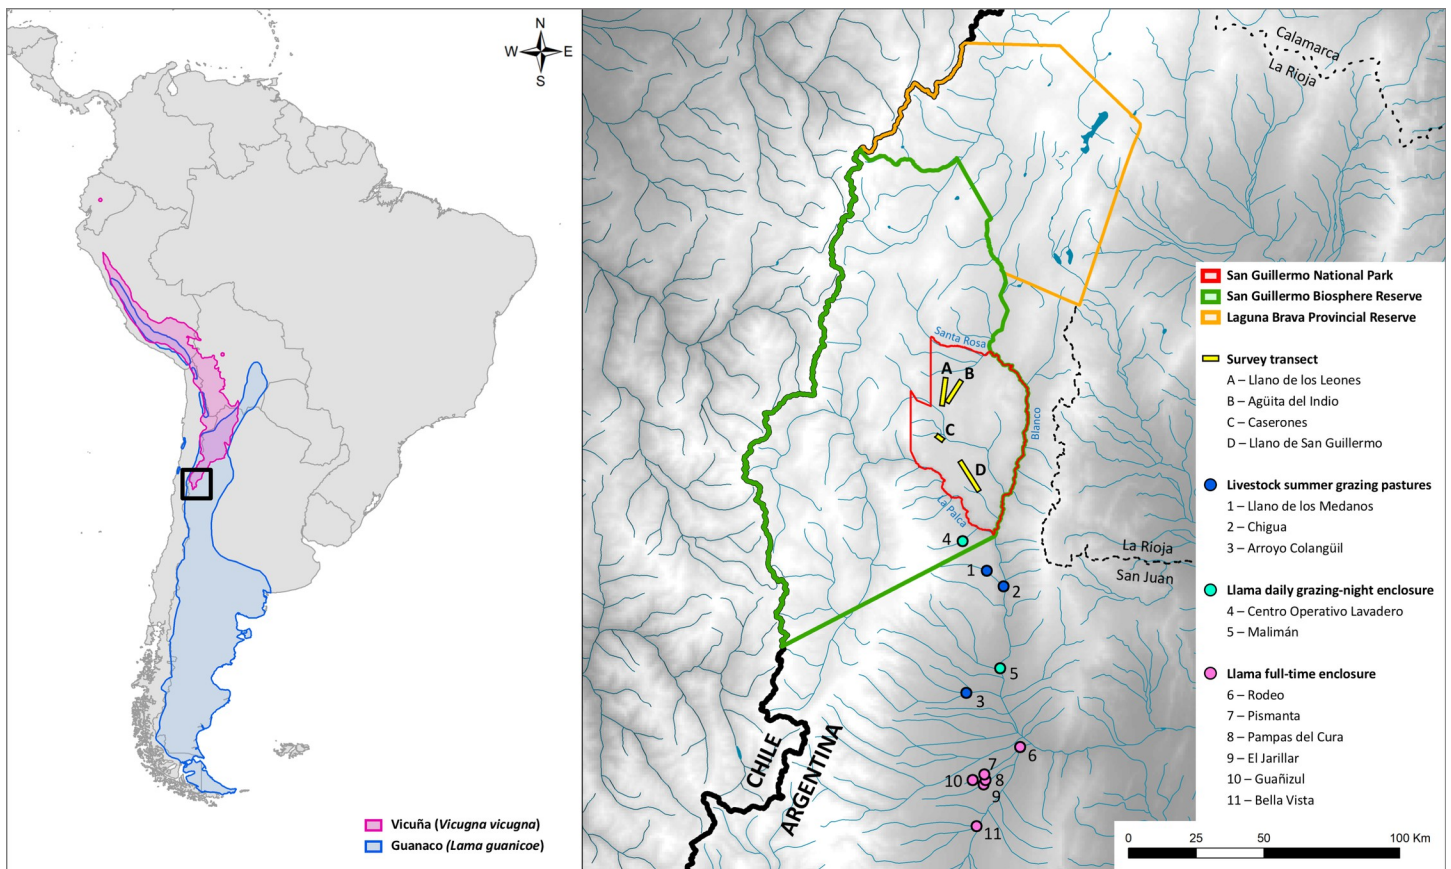 N
W E
S
Vicuña (Vicugna vicugna)
Guanaco (Lama guanicoe)
Calamarca
La Rioja
Santa Rosa
A
B
C
D
Blanco
La Palca
La Rioja
San Juan
4
1
2
5
3
6
7
8
9
10
11
CHILE
ARGENTINA
San Guillermo National Park
San Guillermo Biosphere Reserve
Laguna Brava Provincial Reserve
Survey transect
A – Llano de los Leones
B – Agüita del Indio
C – Caserones
D – Llano de San Guillermo
Livestock summer grazing pastures
1 – Llano de los Medanos
2 – Chigua
3 – Arroyo Colangüil
Llama daily grazing-night enclosure
4 – Centro Operativo Lavadero
5 – Malimán
Llama full-time enclosure
6 – Rodeo
7 – Pismanta
8 – Pampas del Cura
9 – El Jarillar
10 – Guañizul
11 – Bella Vista
0 25 50 100 Km